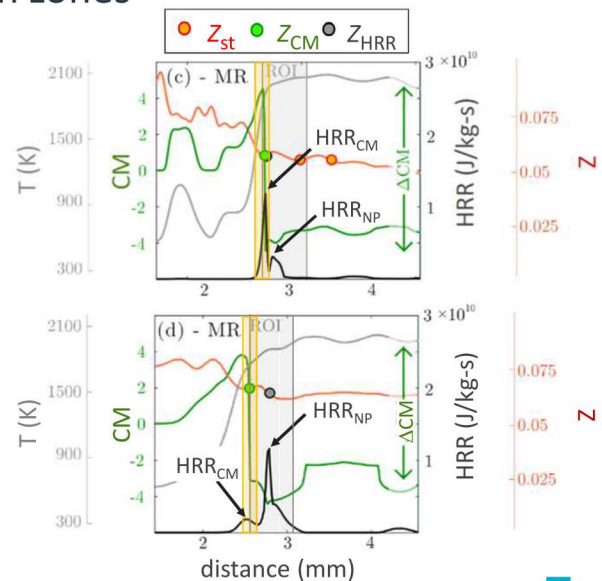 Z_st Z_CM Z_HRR
(c) - MR ROI
T (K)
2100
1500
900
300
CM
4
2
0
-2
-4
HRR_CM
HRR_NP
ΔCM
3 ×10^10
2
1
HRR (J/kg-s)
0.075
0.05
0.025
Z
2 3 4
(d) - MR ROI
T (K)
2100
1500
900
300
CM
4
2
0
-2
-4
HRR_NP
HRR_CM
ΔCM
3 ×10^10
2
1
HRR (J/kg-s)
0.075
0.05
0.025
Z
2 3 4
distance (mm)